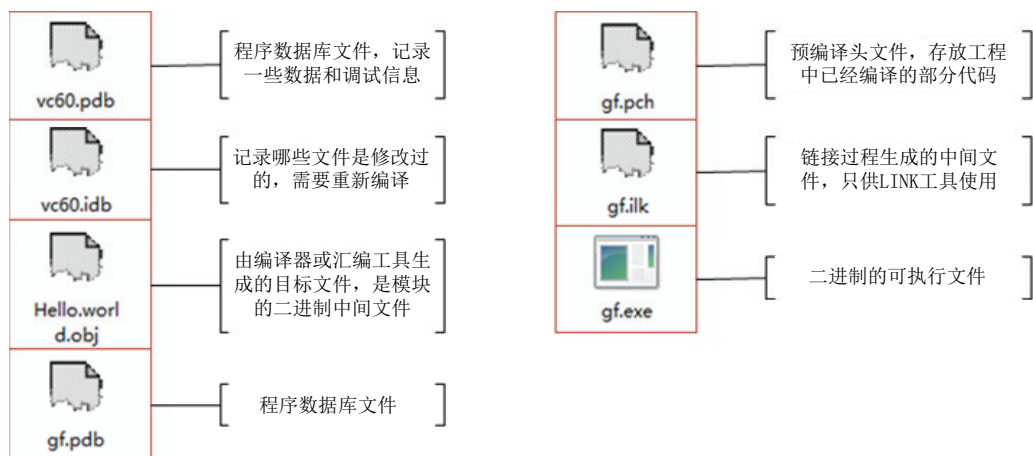 vc60.pdb
程序数据库文件，记录
一些数据和调试信息
vc60.idb
记录哪些文件是修改过
的，需要重新编译
Hello.worl
d.obj
由编译器或汇编工具生
成的目标文件，是模块
的二进制中间文件
gf.pdb
程序数据库文件
gf.pch
预编译头文件，存放工程
中已经编译的部分代码
gf.ilk
链接过程生成的中间文
件，只供LINK工具使用
gf.exe
二进制的可执行文件